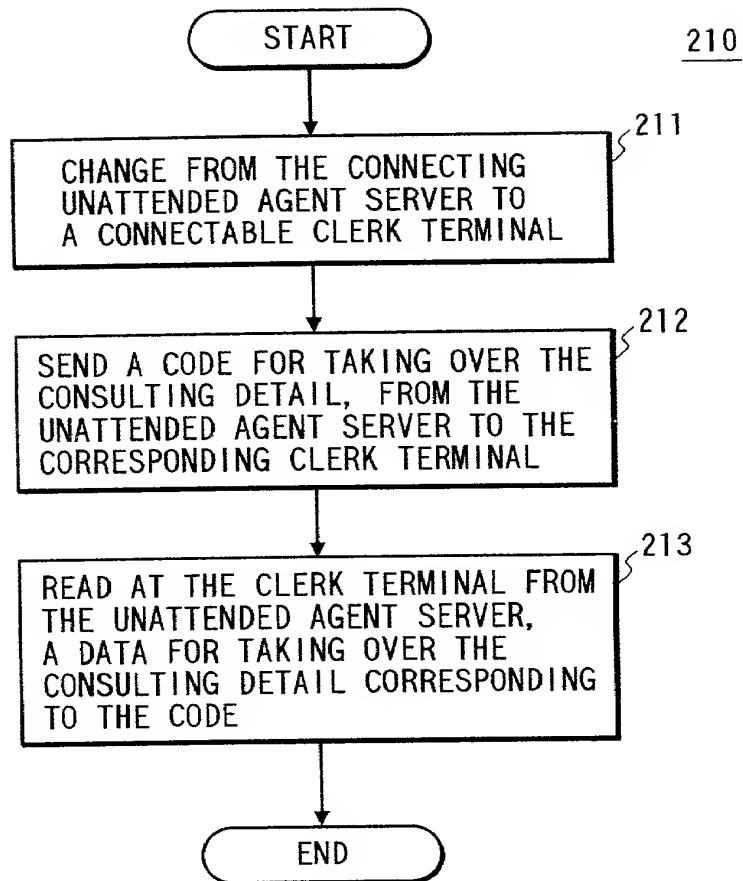 START
210
211
CHANGE FROM THE CONNECTING
UNATTENDED AGENT SERVER TO
A CONNECTABLE CLERK TERMINAL
212
SEND A CODE FOR TAKING OVER THE
CONSULTING DETAIL, FROM THE
UNATTENDED AGENT SERVER TO THE
CORRESPONDING CLERK TERMINAL
213
READ AT THE CLERK TERMINAL FROM
THE UNATTENDED AGENT SERVER,
A DATA FOR TAKING OVER THE
CONSULTING DETAIL CORRESPONDING
TO THE CODE
END